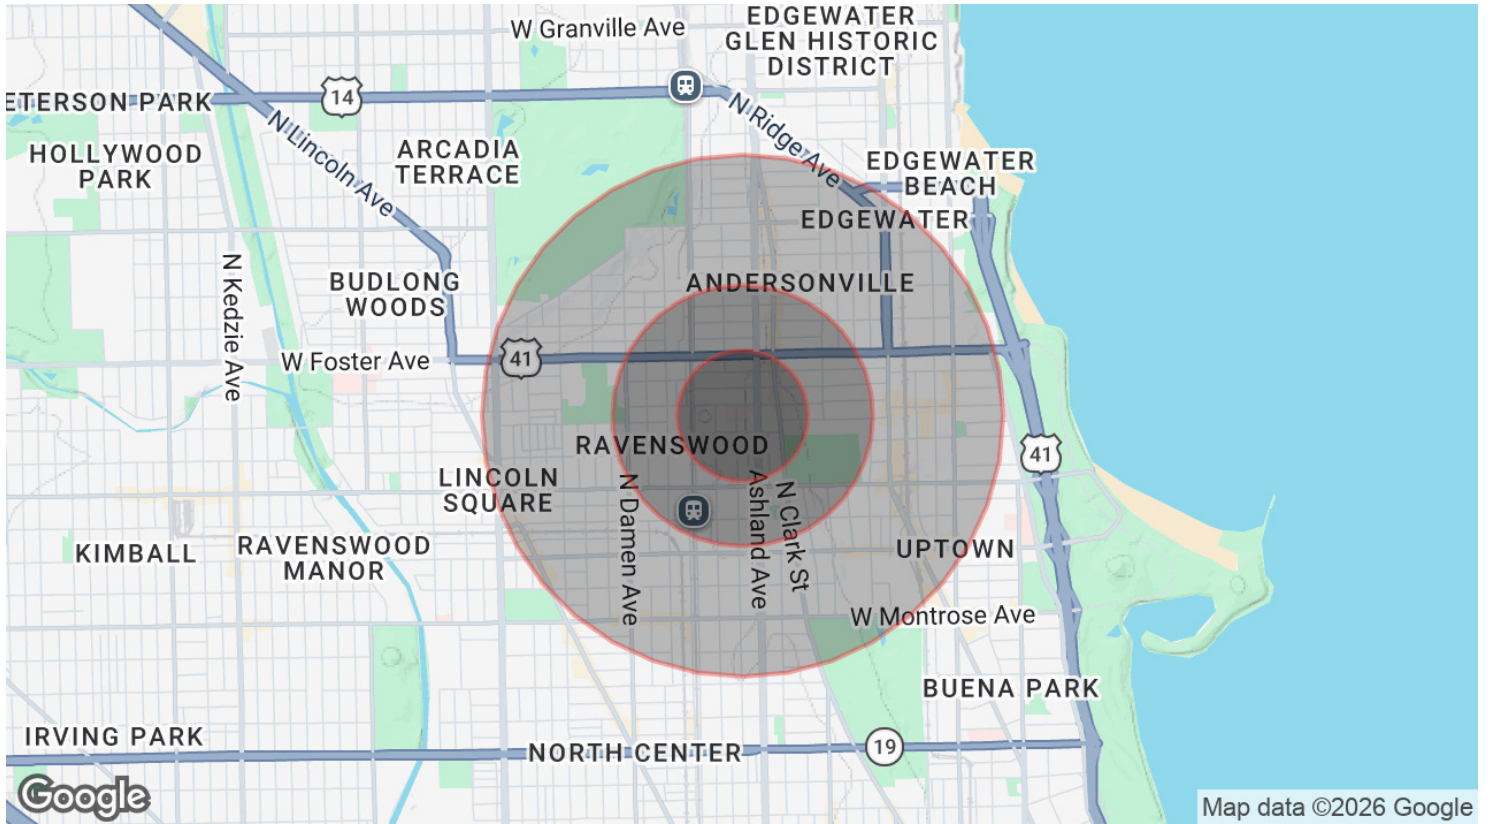 W Granville Ave
EDGEWATER
GLEN HISTORIC
DISTRICT
14
ETERSON PARK
N Ridge Ave
N Lincoln Ave
HOLLYWOOD
PARK
ARCADIA
TERRACE
EDGEWATER
BEACH
EDGEWATER
N Kedzie Ave
BUDLONG
WOODS
ANDERSONVILLE
W Foster Ave
41
RAVENSWOOD
41
LINCOLN
SQUARE
N Damen Ave
Ashland Ave
N Clark St
KIMBALL
RAVENSWOOD
MANOR
UPTOWN
W Montrose Ave
BUENA PARK
IRVING PARK
NORTH CENTER
19
Google
Map data ©2026 Google